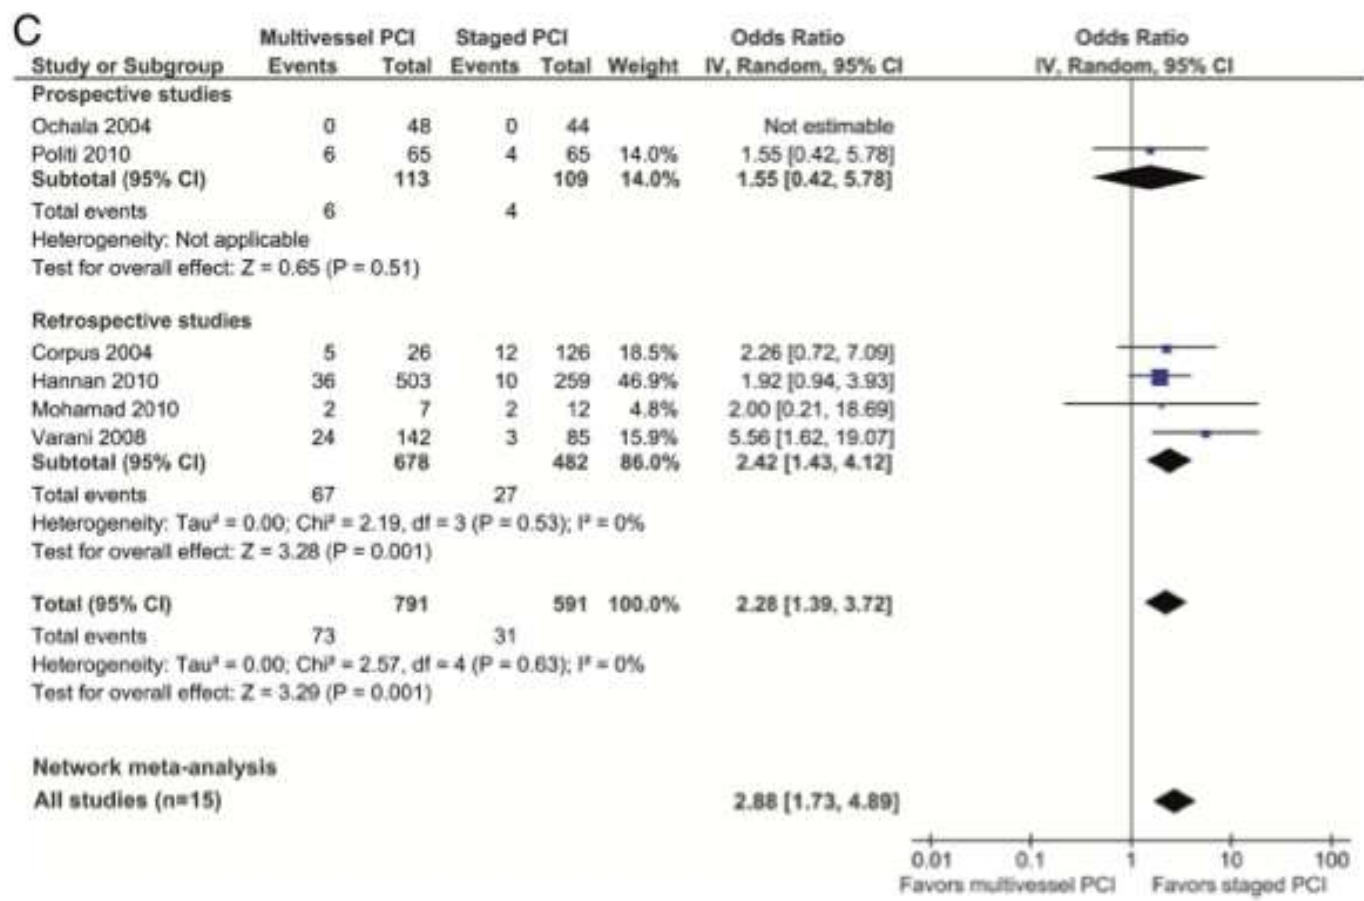 C
Multivessel PCI Staged PCI Odds Ratio Odds Ratio
Study or Subgroup Events Total Events Total Weight IV, Random, 95% CI IV, Random, 95% CI
Prospective studies
Ochala 2004 0 48 0 44 Not estimable
Politi 2010 6 65 4 65 14.0% 1.55 [0.42, 5.78]
Subtotal (95% CI) 113 109 14.0% 1.55 [0.42, 5.78]
Total events 6 4
Heterogeneity: Not applicable
Test for overall effect: Z = 0.65 (P = 0.51)
Retrospective studies
Corpus 2004 5 26 12 126 18.5% 2.26 [0.72, 7.09]
Hannan 2010 36 503 10 259 46.9% 1.92 [0.94, 3.93]
Mohamad 2010 2 7 2 12 4.8% 2.00 [0.21, 18.69]
Varani 2008 24 142 3 85 15.9% 5.56 [1.62, 19.07]
Subtotal (95% CI) 678 482 86.0% 2.42 [1.43, 4.12]
Total events 67 27
Heterogeneity: Tau² = 0.00; Chi² = 2.19, df = 3 (P = 0.53); I² = 0%
Test for overall effect: Z = 3.28 (P = 0.001)
Total (95% CI) 791 591 100.0% 2.28 [1.39, 3.72]
Total events 73 31
Heterogeneity: Tau² = 0.00; Chi² = 2.57, df = 4 (P = 0.63); I² = 0%
Test for overall effect: Z = 3.29 (P = 0.001)
Network meta-analysis
All studies (n=15) 2.88 [1.73, 4.89]
0.01 0.1 1 10 100
Favors multivessel PCI Favors staged PCI